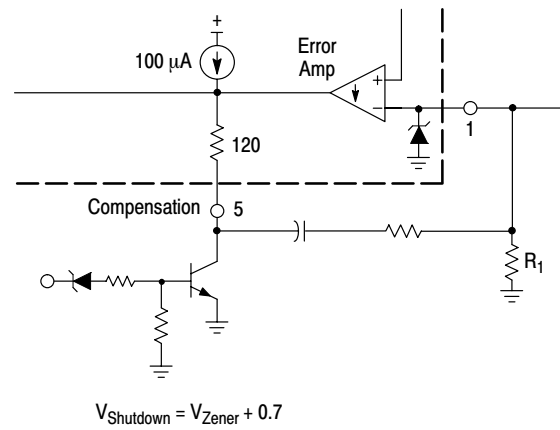 +
100 μA
Error
Amp
+
−
1
120
Compensation
5
R1
VShutdown = VZener + 0.7